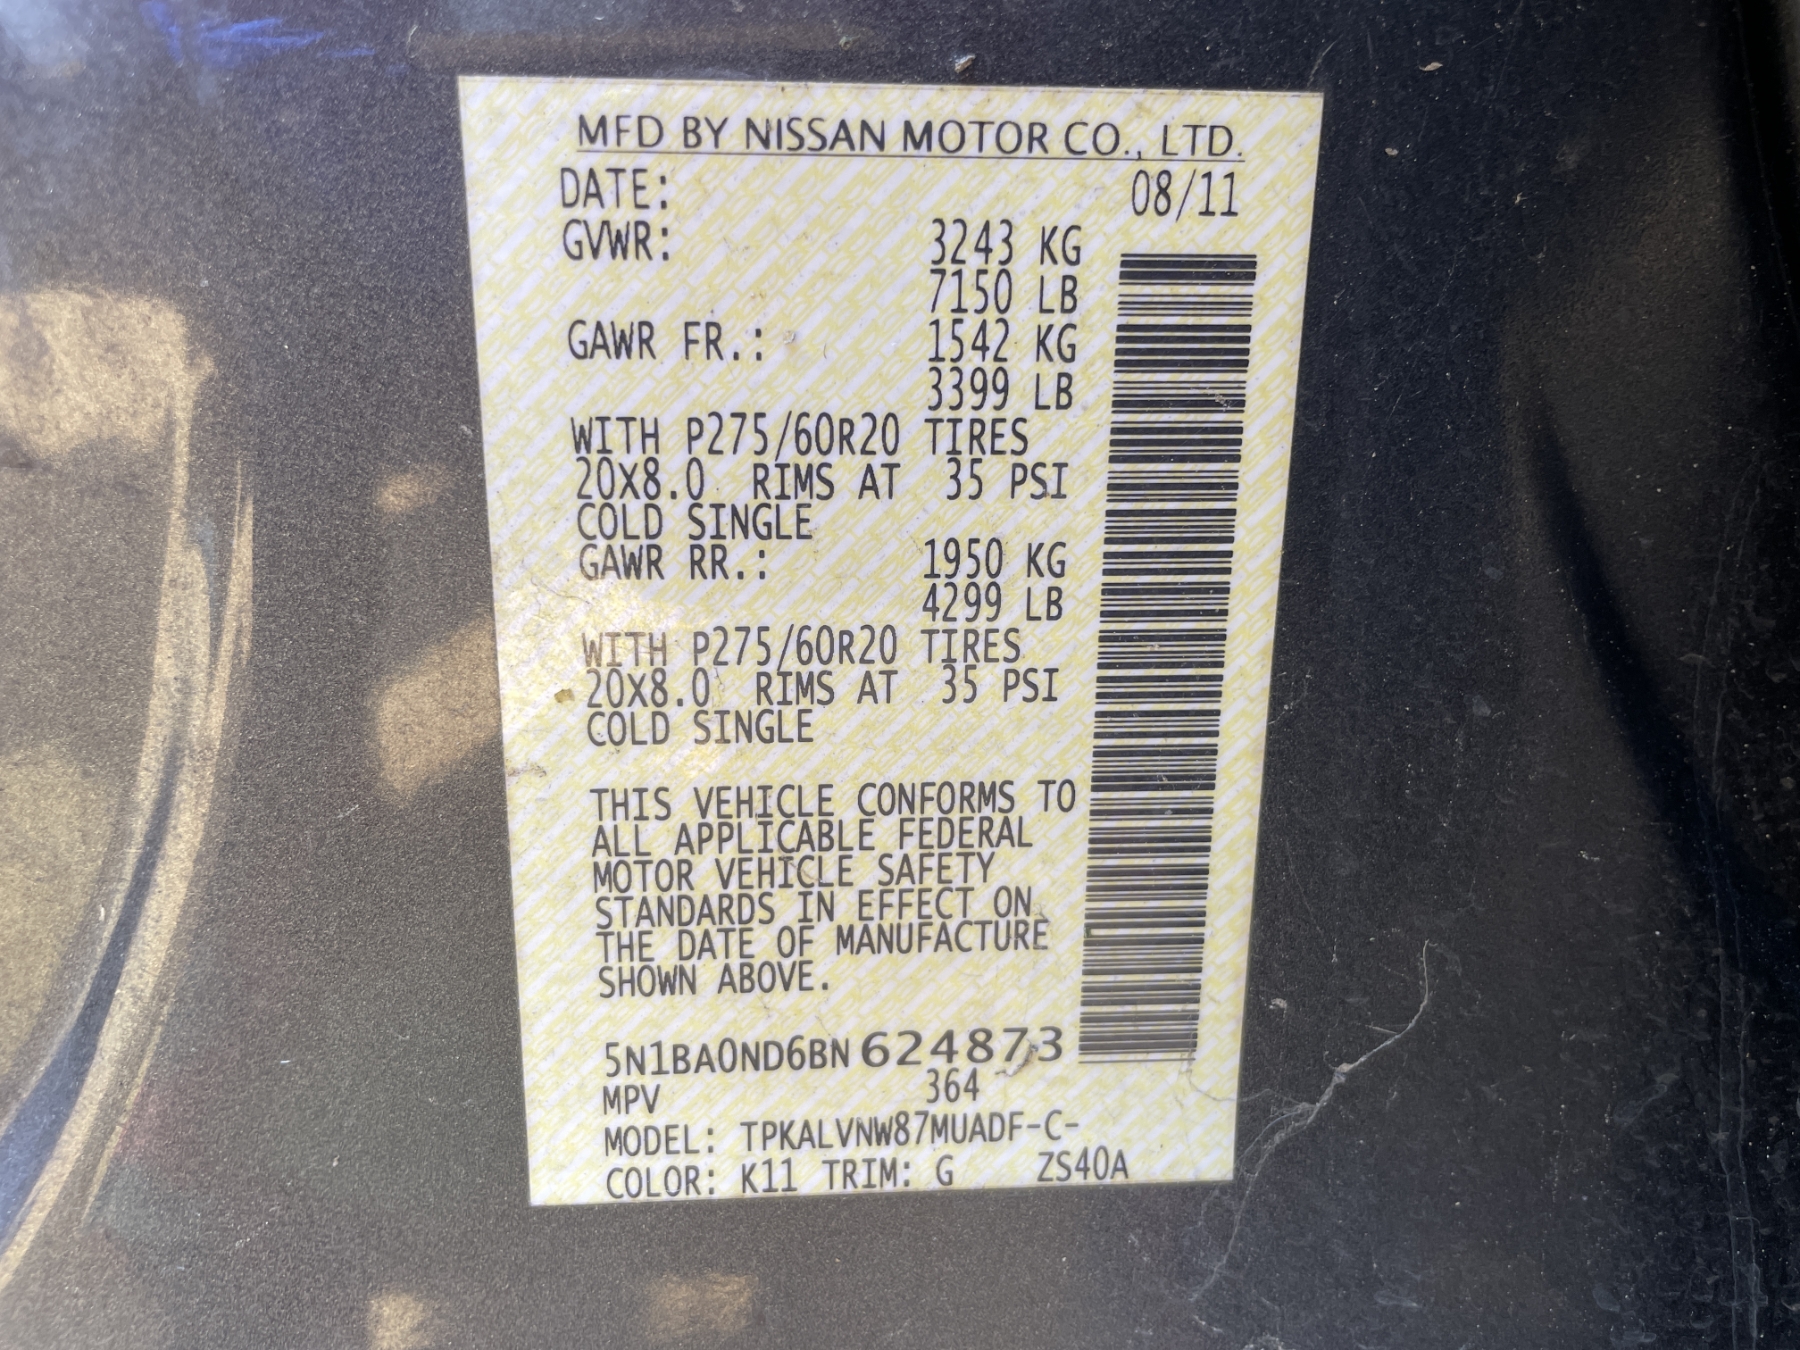 MFD BY NISSAN MOTOR CO., LTD.
DATE: 08/11
GVWR: 3243 KG
7150 LB
GAWR FR.: 1542 KG
3399 LB
WITH P275/60R20 TIRES
20X8.0 RIMS AT 35 PSI
COLD SINGLE
GAWR RR.: 1950 KG
4299 LB
WITH P275/60R20 TIRES
20X8.0 RIMS AT 35 PSI
COLD SINGLE
THIS VEHICLE CONFORMS TO
ALL APPLICABLE FEDERAL
MOTOR VEHICLE SAFETY
STANDARDS IN EFFECT ON
THE DATE OF MANUFACTURE
SHOWN ABOVE.
5N1BA0ND6BN624873
MPV 364
MODEL: TPKALVNW87MUADF-C-
COLOR: K11 TRIM: G ZS40A